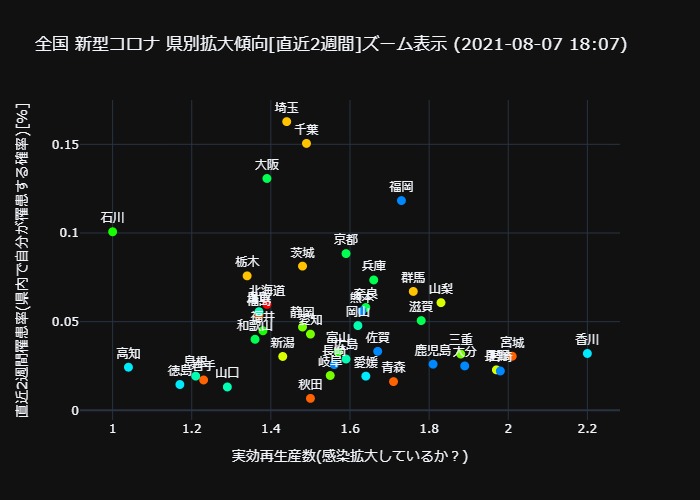 全国 新型コロナ 県別拡大傾向[直近2週間]ズーム表示 (2021-08-07 18:07)
直近2週間罹患率(県内で自分が罹患する確率)[%]
0.15
0.1
0.05
0
埼玉
千葉
大阪
福岡
石川
京都
茨城
栃木
兵庫
群馬
北海道
奈良
熊本
山梨
岡山
滋賀
静岡
愛知
福井
和歌山
富山
佐賀
三重
新潟
広島
長崎
鹿児島
大分
宮城
香川
高知
島根
岩手
徳島
山口
岐阜
愛媛
青森
秋田
1
1.2
1.4
1.6
1.8
2
2.2
実効再生産数(感染拡大しているか？)